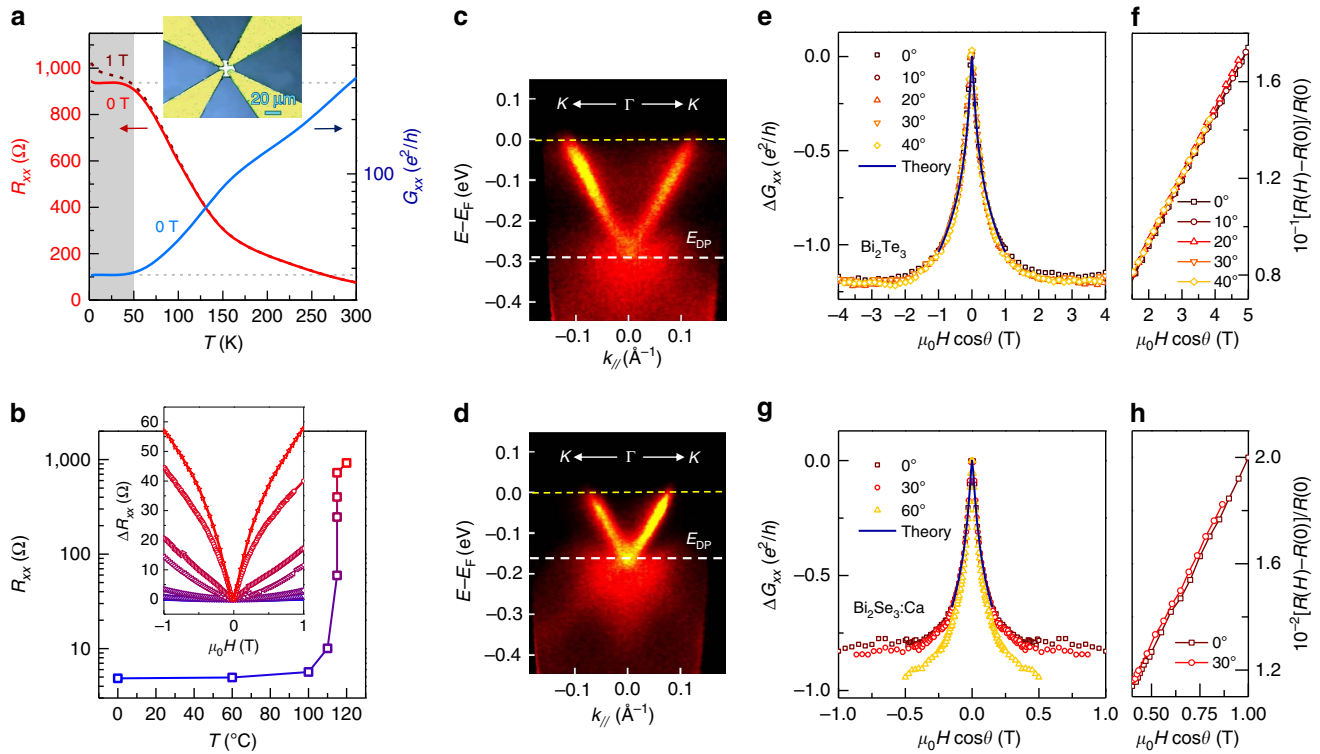 a
1,000
800
600
400
200
0
R_xx (Ω)
1 T
0 T
0 T
20 μm
100
G_xx (e²/h)
0 50 100 150 200 250 300
T (K)
b
1,000
100
10
R_xx (Ω)
60
50
40
30
20
10
0
ΔR_xx (Ω)
−1 0 1
μ₀H (T)
0 20 40 60 80 100 120
T (°C)
c
K ← Γ → K
0.1
0.0
−0.1
−0.2
−0.3
−0.4
E–E_F (eV)
E_DP
−0.1 0.0 0.1
k_// (Å⁻¹)
d
K ← Γ → K
0.1
0.0
−0.1
−0.2
−0.3
−0.4
E–E_F (eV)
E_DP
−0.1 0.0 0.1
k_// (Å⁻¹)
e
0.0
−0.5
−1.0
ΔG_xx (e²/h)
0°
10°
20°
30°
40°
Theory
Bi₂Te₃
−4 −3 −2 −1 0 1 2 3 4
μ₀H cosθ (T)
f
1.6
1.2
0.8
10⁻¹[R(H)–R(0)]/R(0)
0°
10°
20°
30°
40°
2 3 4 5
μ₀H cosθ (T)
g
0.0
−0.5
−1.0
ΔG_xx (e²/h)
0°
30°
60°
Theory
Bi₂Se₃:Ca
−1.0 −0.5 0.0 0.5 1.0
μ₀H cosθ (T)
h
2.0
1.6
1.2
10⁻²[R(H)–R(0)]/R(0)
0°
30°
0.50 0.75 1.00
μ₀H cosθ (T)